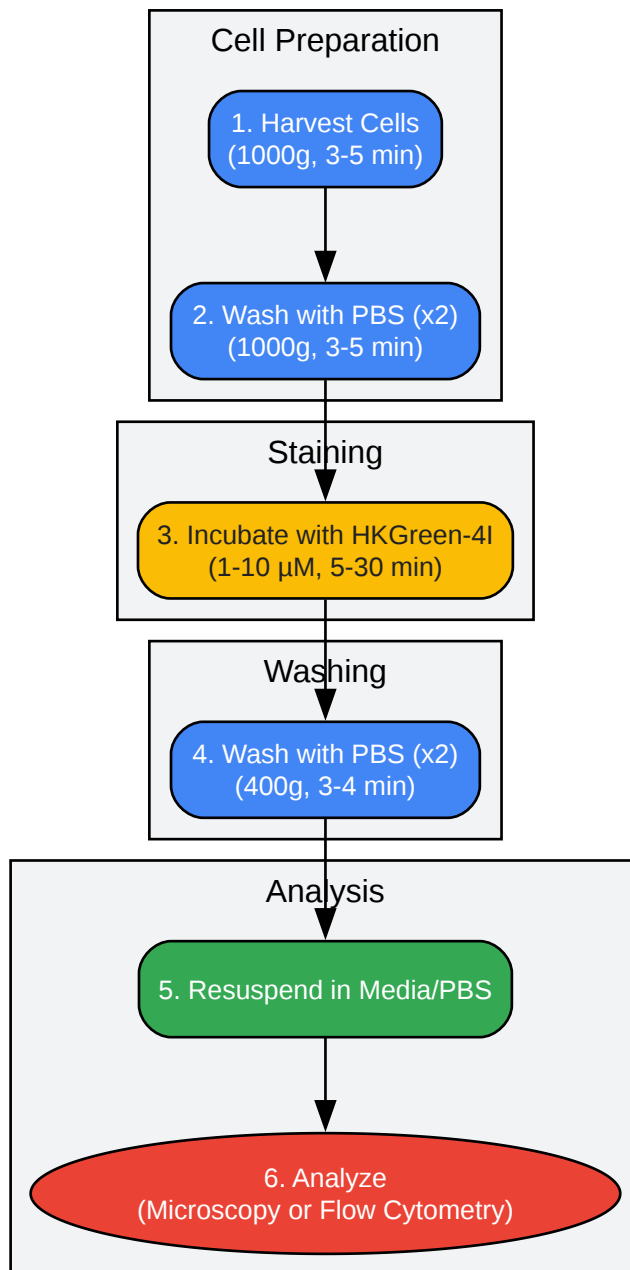 Cell Preparation
1. Harvest Cells
(1000g, 3-5 min)
2. Wash with PBS (x2)
(1000g, 3-5 min)
Staining
3. Incubate with HKGreen-4I
(1-10 µM, 5-30 min)
Washing
4. Wash with PBS (x2)
(400g, 3-4 min)
Analysis
5. Resuspend in Media/PBS
6. Analyze
(Microscopy or Flow Cytometry)